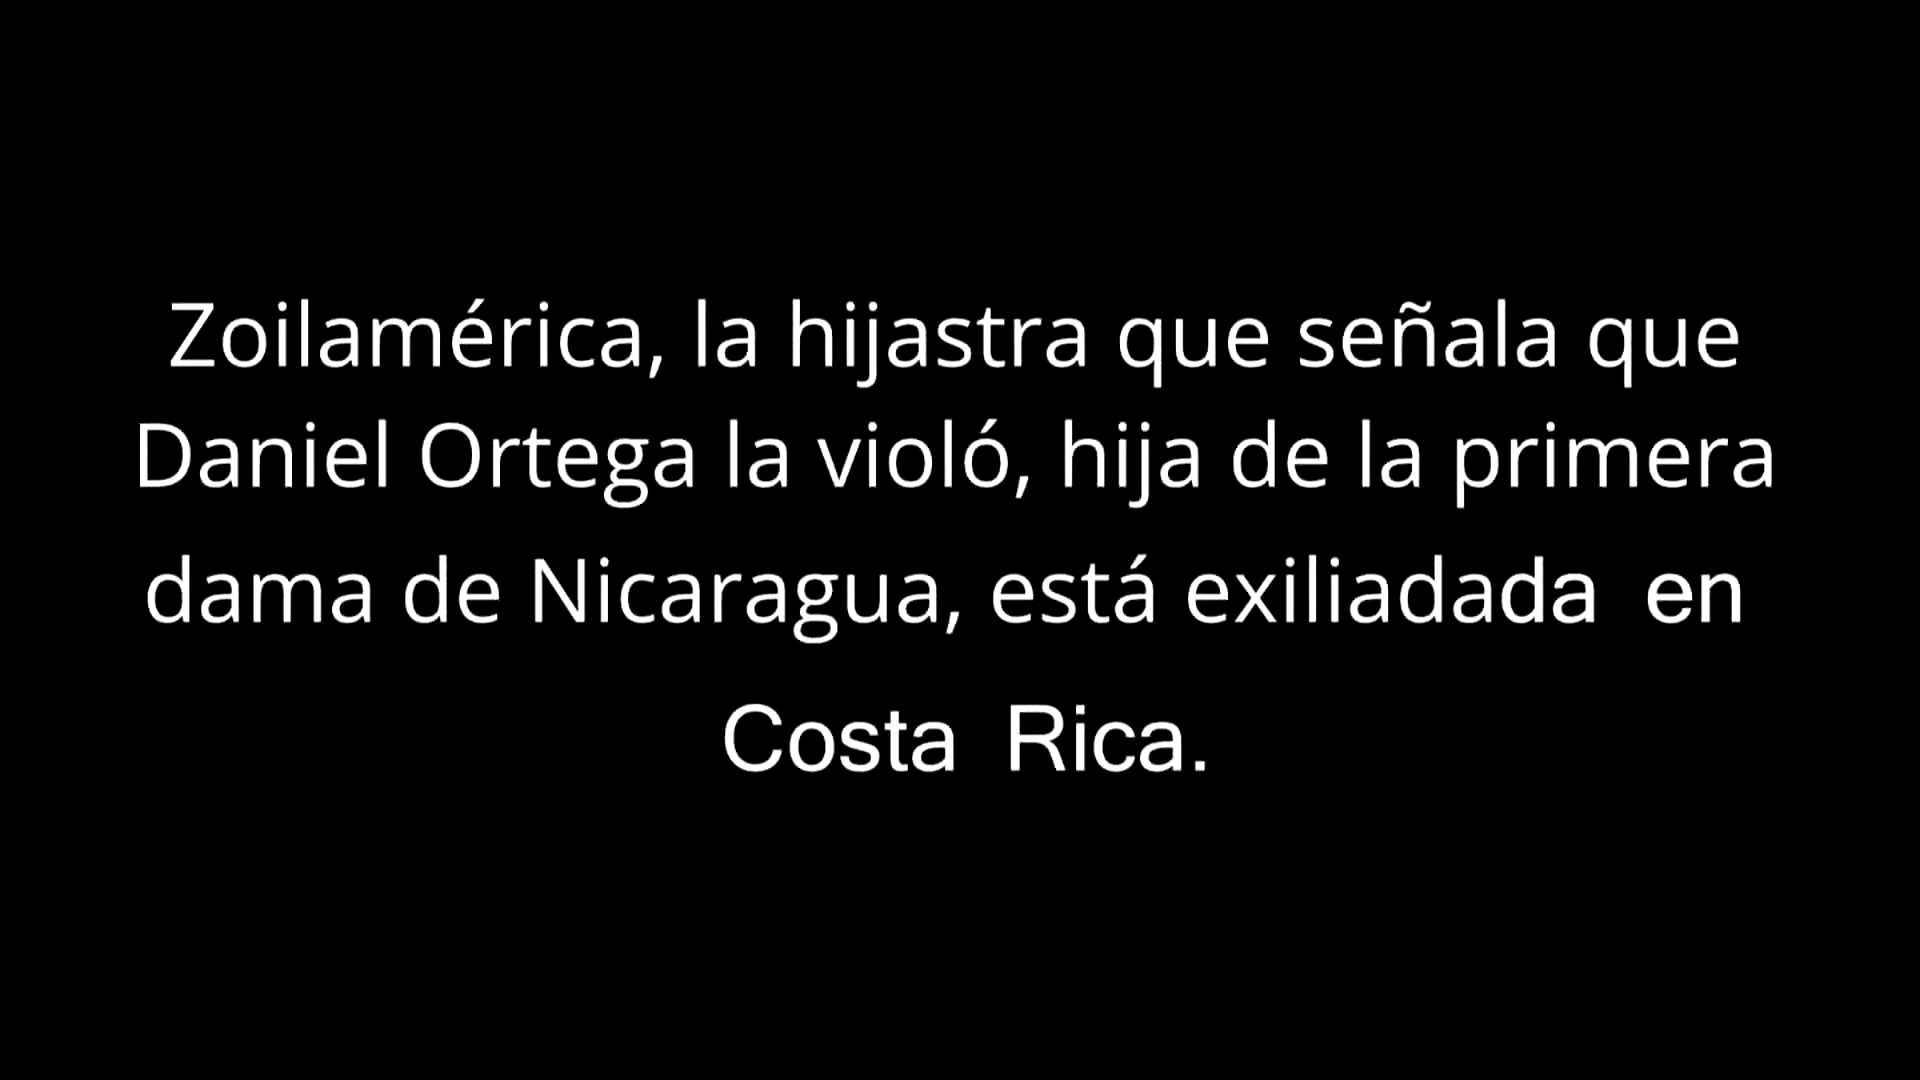 Zoilamérica, la hijastra que señala que
Daniel Ortega la violó, hija de la primera
dama de Nicaragua, está exiliadada en
Costa Rica.